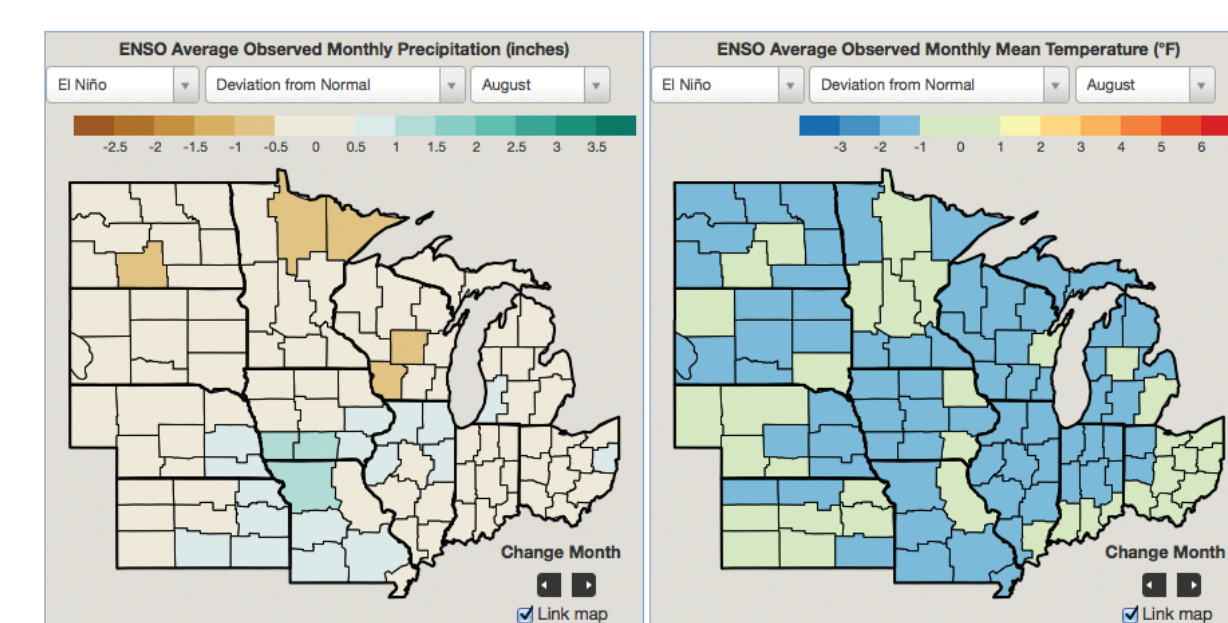 ENSO Average Observed Monthly Precipitation (inches)
El Niño Deviation from Normal August
-2.5 -2 -1.5 -1 -0.5 0 0.5 1 1.5 2 2.5 3 3.5
Change Month
Link map
ENSO Average Observed Monthly Mean Temperature (°F)
El Niño Deviation from Normal August
-3 -2 -1 0 1 2 3 4 5 6
Change Month
Link map